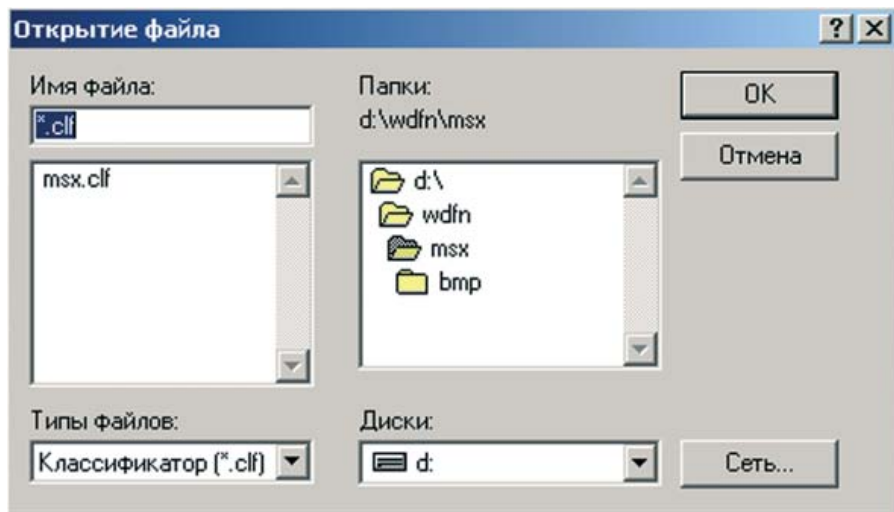 Открытие файла
Имя файла:
*.clf
msx.clf
Типы файлов:
Классификатор (*.clf)
Папки:
d:\wdfn\msx
d:\
wdfn
msx
bmp
Диски:
d:
OK
Отмена
Сеть...